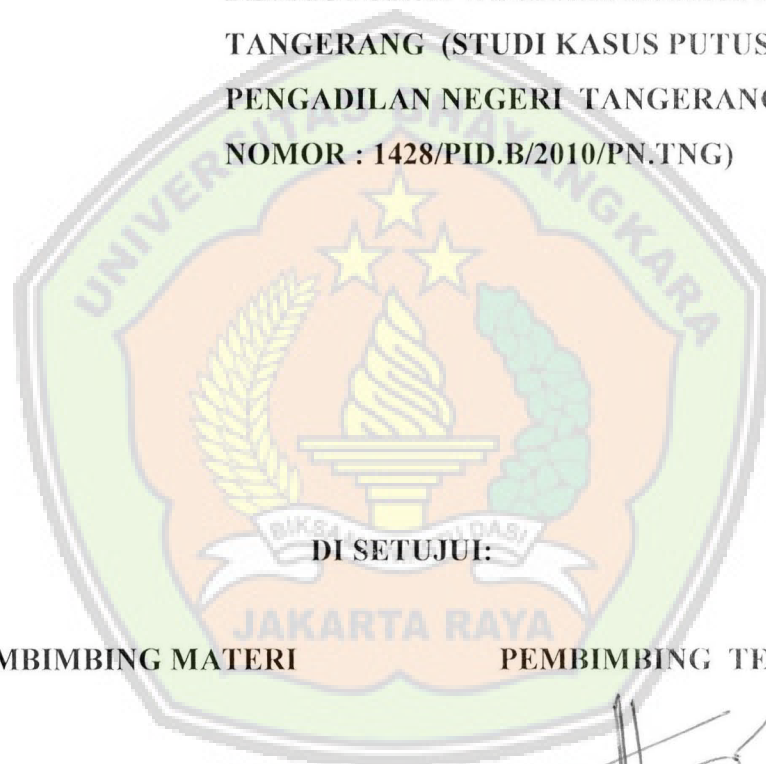 TANGERANG (STUDI KASUS PUTUS
PENGADILAN NEGERI TANGERANG
NOMOR : 1428/PID.B/2010/PN.TNG)
UNIVERSITAS BHAYANGKARA
DI SETUJUI:
JAKARTA RAYA
MBIMBING MATERI PEMBIMBING TE